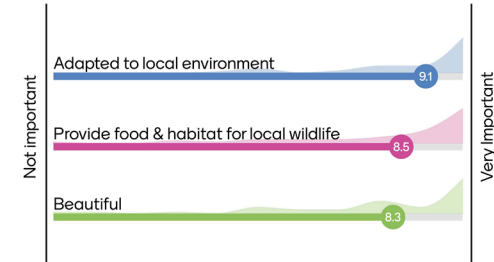 Not important
Adapted to local environment
9.1
Provide food & habitat for local wildlife
8.5
Beautiful
8.3
Very Important